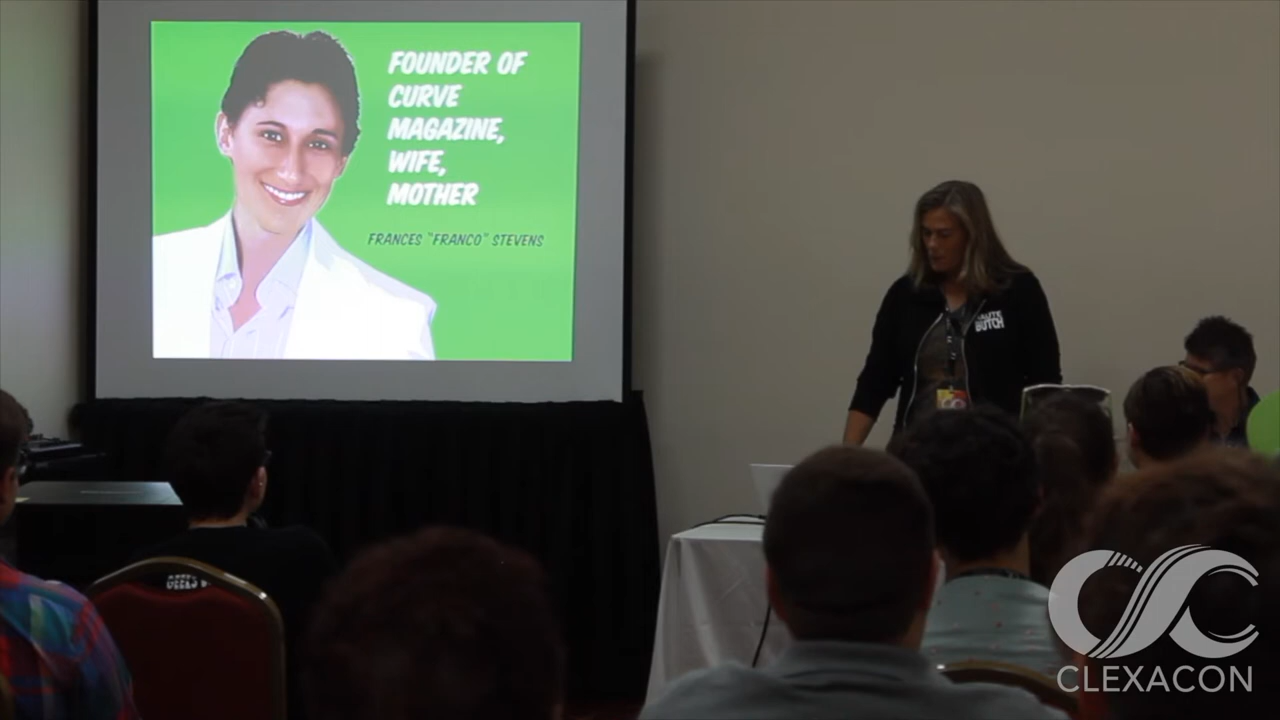 FOUNDER OF
CURVE
MAGAZINE,
WIFE,
MOTHER
FRANCES "FRANCO" STEVENS
BUTCH
CLEXACON